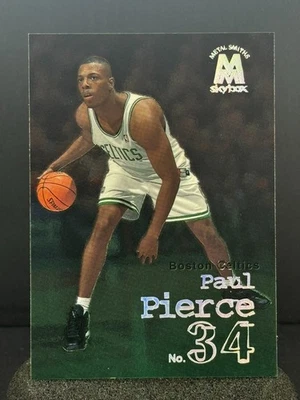 METAL SMITHS
M
skybox
CELTICS
Boston Celtics
Paul
Pierce
No. 34